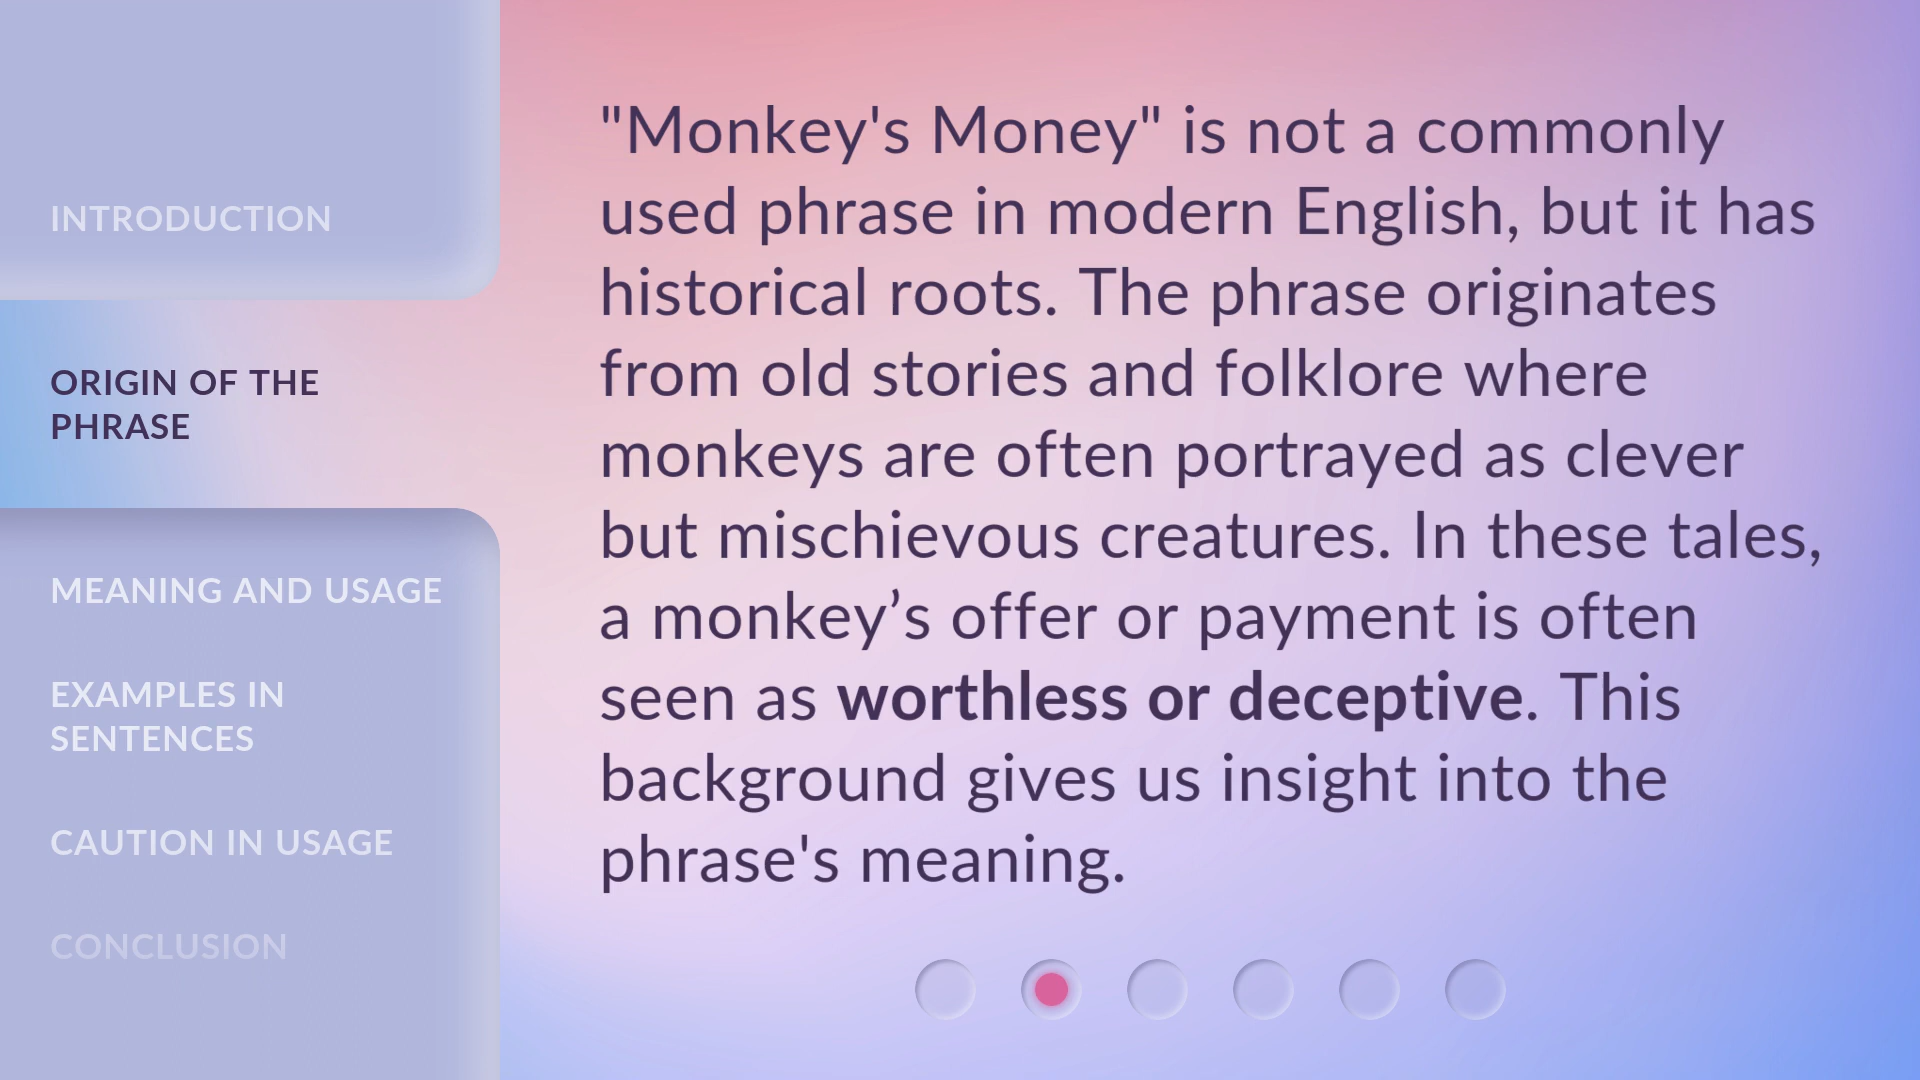 INTRODUCTION
ORIGIN OF THE
PHRASE
MEANING AND USAGE
EXAMPLES IN
SENTENCES
CAUTION IN USAGE
CONCLUSION
"Monkey's Money" is not a commonly
used phrase in modern English, but it has
historical roots. The phrase originates
from old stories and folklore where
monkeys are often portrayed as clever
but mischievous creatures. In these tales,
a monkey’s offer or payment is often
seen as worthless or deceptive. This
background gives us insight into the
phrase's meaning.